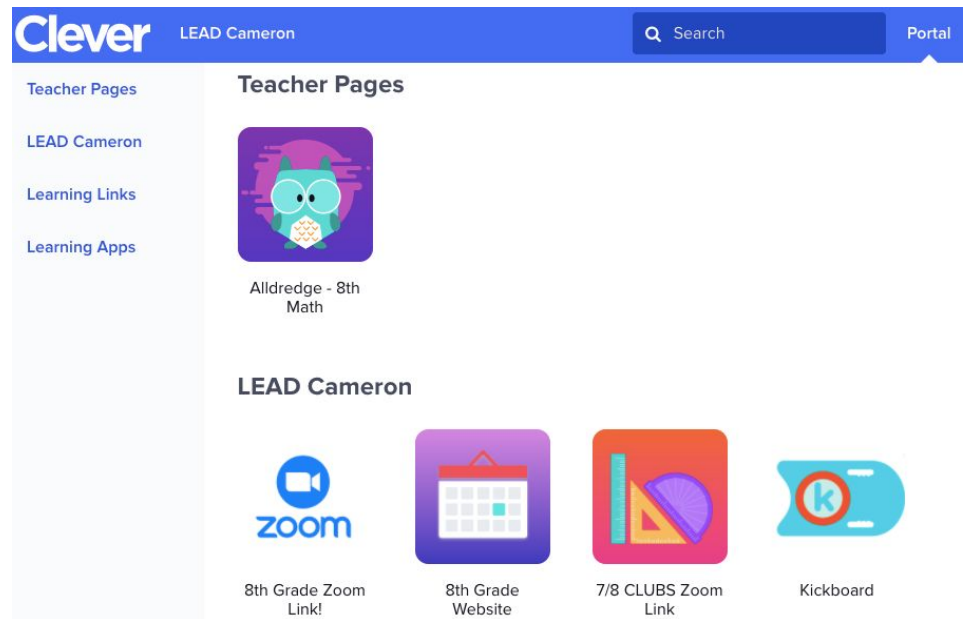 Clever LEAD Cameron Search Portal
Teacher Pages
LEAD Cameron
Learning Links
Learning Apps
Teacher Pages
Alldredge - 8th
Math
LEAD Cameron
zoom
8th Grade Zoom
Link!
8th Grade
Website
7/8 CLUBS Zoom
Link
k
Kickboard